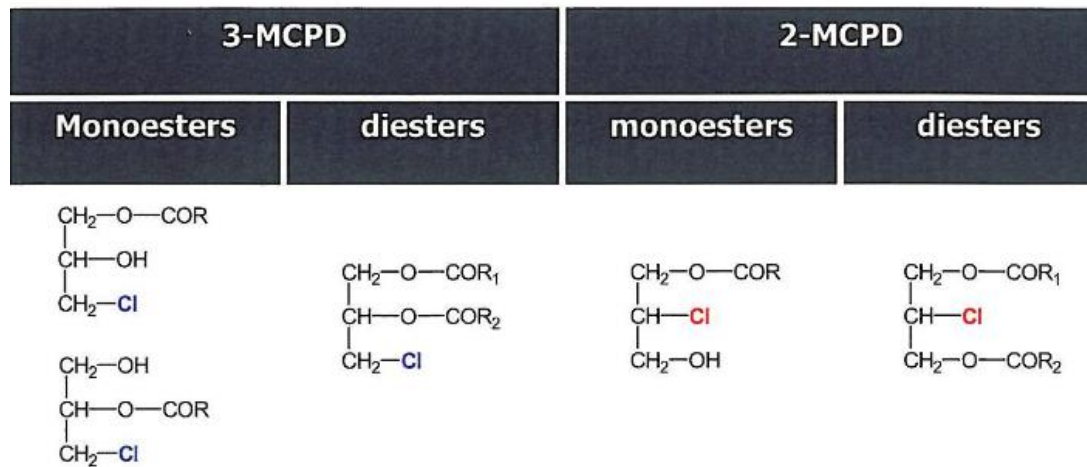 3-MCPD
2-MCPD
Monoesters
diesters
monoesters
diesters
CH₂—O—COR
CH—OH
CH₂—Cl
CH₂—OH
CH—O—COR
CH₂—Cl
CH₂—O—COR₁
CH—O—COR₂
CH₂—Cl
CH₂—O—COR
CH—Cl
CH₂—OH
CH₂—O—COR₁
CH—Cl
CH₂—O—COR₂